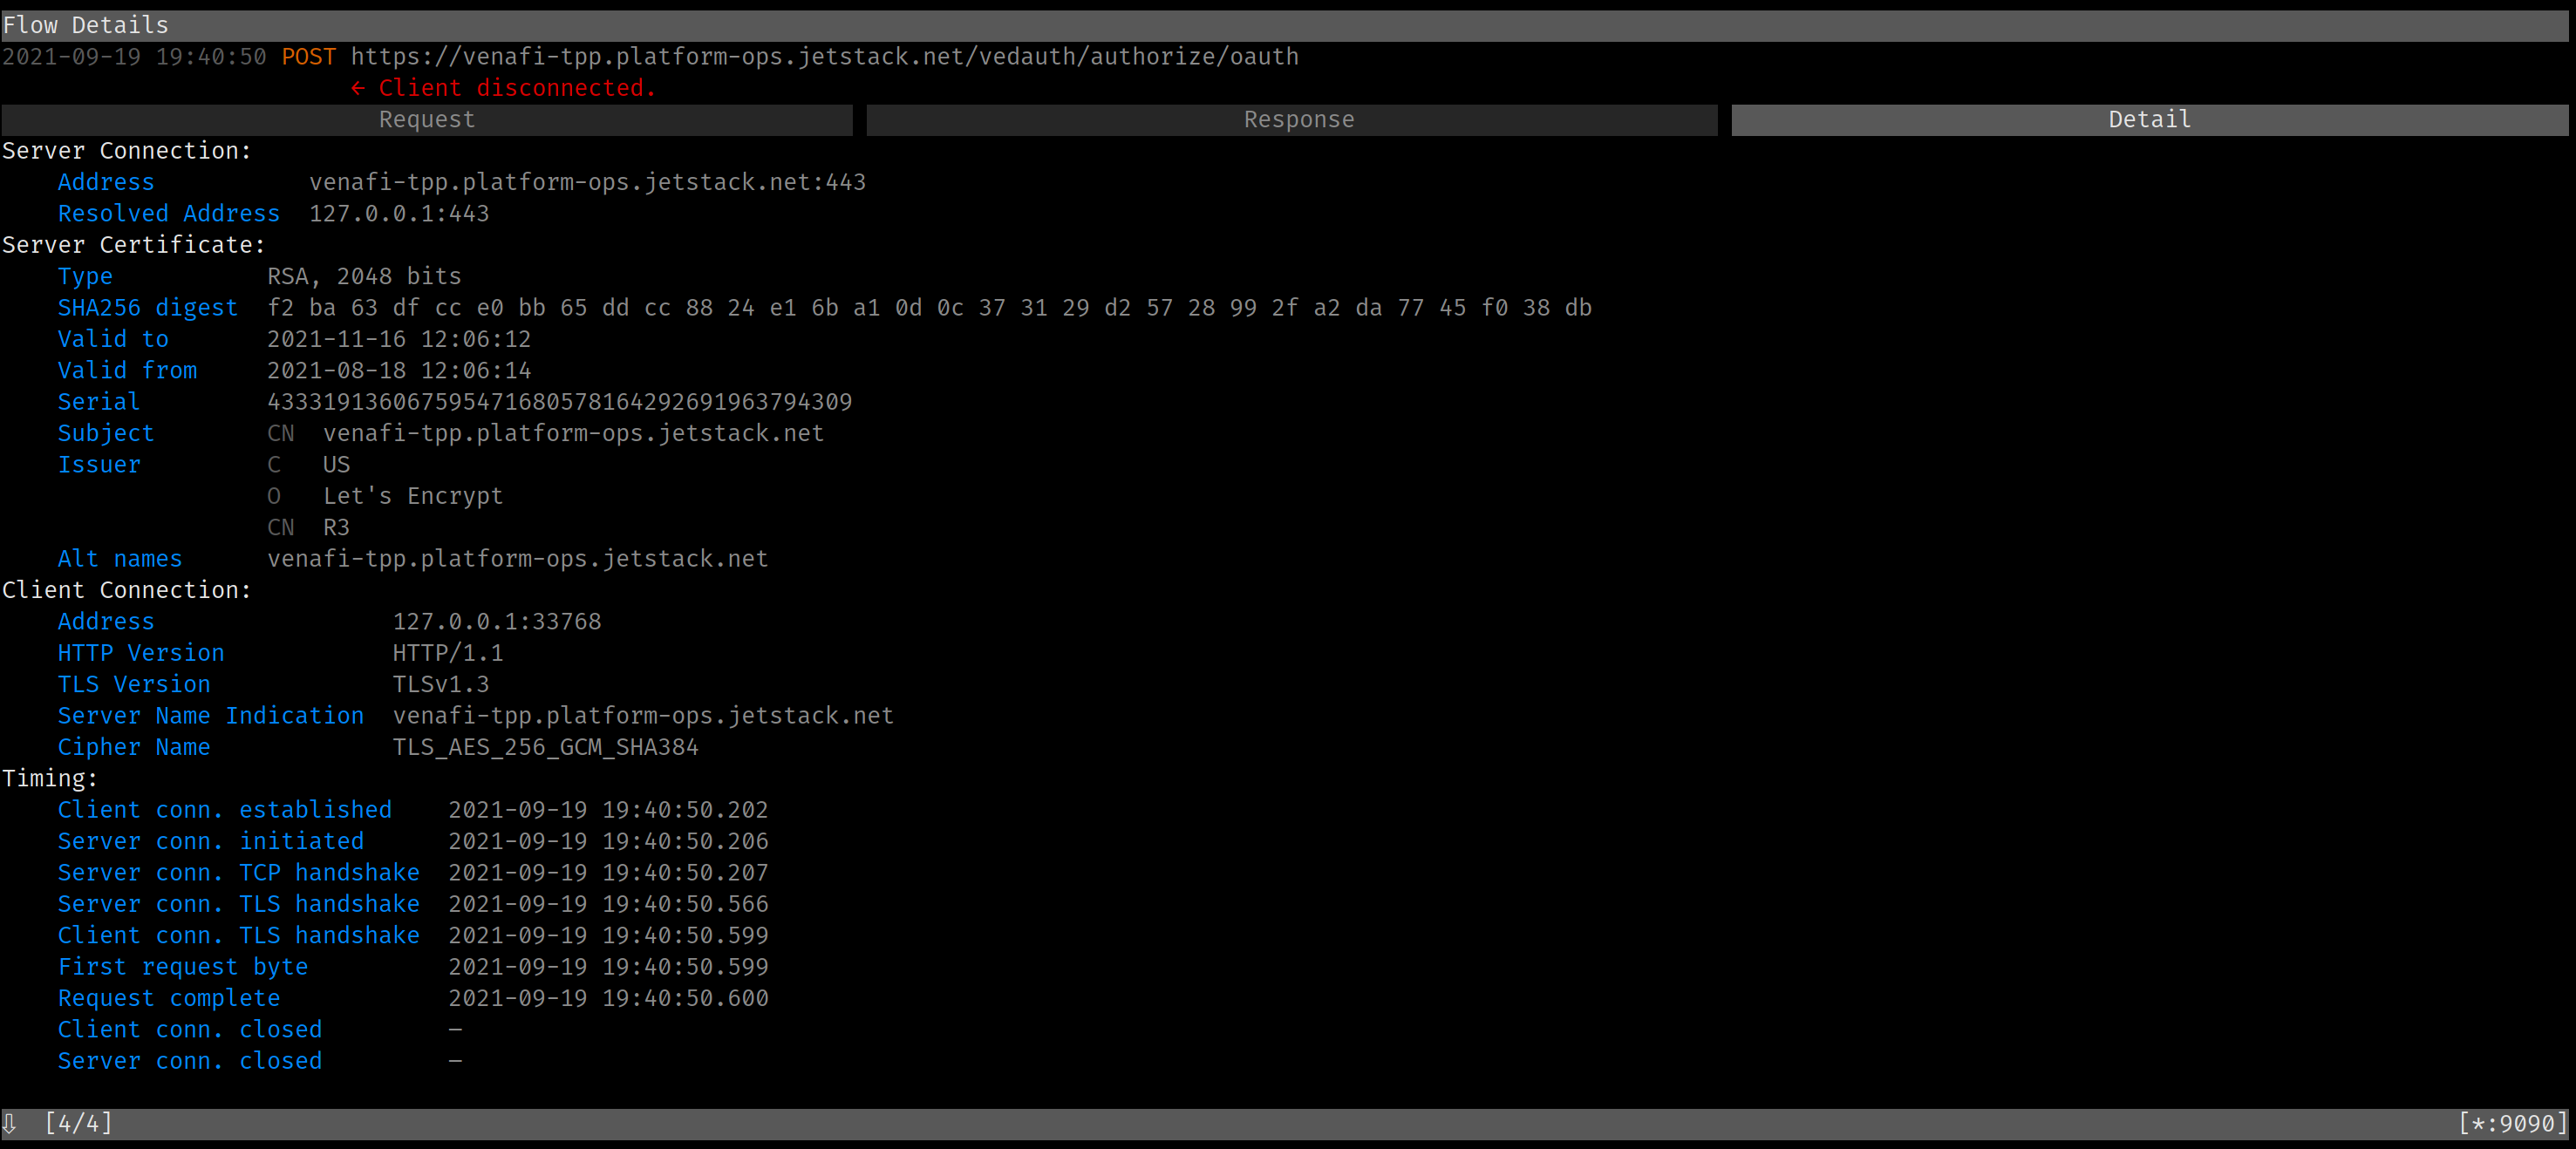 Flow Details
2021-09-19 19:40:50 POST https://venafi-tpp.platform-ops.jetstack.net/vedauth/authorize/oauth
← Client disconnected.
Request Response Detail
Server Connection:
Address venafi-tpp.platform-ops.jetstack.net:443
Resolved Address 127.0.0.1:443
Server Certificate:
Type RSA, 2048 bits
SHA256 digest f2 ba 63 df cc e0 bb 65 dd cc 88 24 e1 6b a1 0d 0c 37 31 29 d2 57 28 99 2f a2 da 77 45 f0 38 db
Valid to 2021-11-16 12:06:12
Valid from 2021-08-18 12:06:14
Serial 433319136067595471680578164292691963794309
Subject CN venafi-tpp.platform-ops.jetstack.net
Issuer C US
O Let's Encrypt
CN R3
Alt names venafi-tpp.platform-ops.jetstack.net
Client Connection:
Address 127.0.0.1:33768
HTTP Version HTTP/1.1
TLS Version TLSv1.3
Server Name Indication venafi-tpp.platform-ops.jetstack.net
Cipher Name TLS_AES_256_GCM_SHA384
Timing:
Client conn. established 2021-09-19 19:40:50.202
Server conn. initiated 2021-09-19 19:40:50.206
Server conn. TCP handshake 2021-09-19 19:40:50.207
Server conn. TLS handshake 2021-09-19 19:40:50.566
Client conn. TLS handshake 2021-09-19 19:40:50.599
First request byte 2021-09-19 19:40:50.599
Request complete 2021-09-19 19:40:50.600
Client conn. closed –
Server conn. closed –
⇩ [4/4] [*:9090]